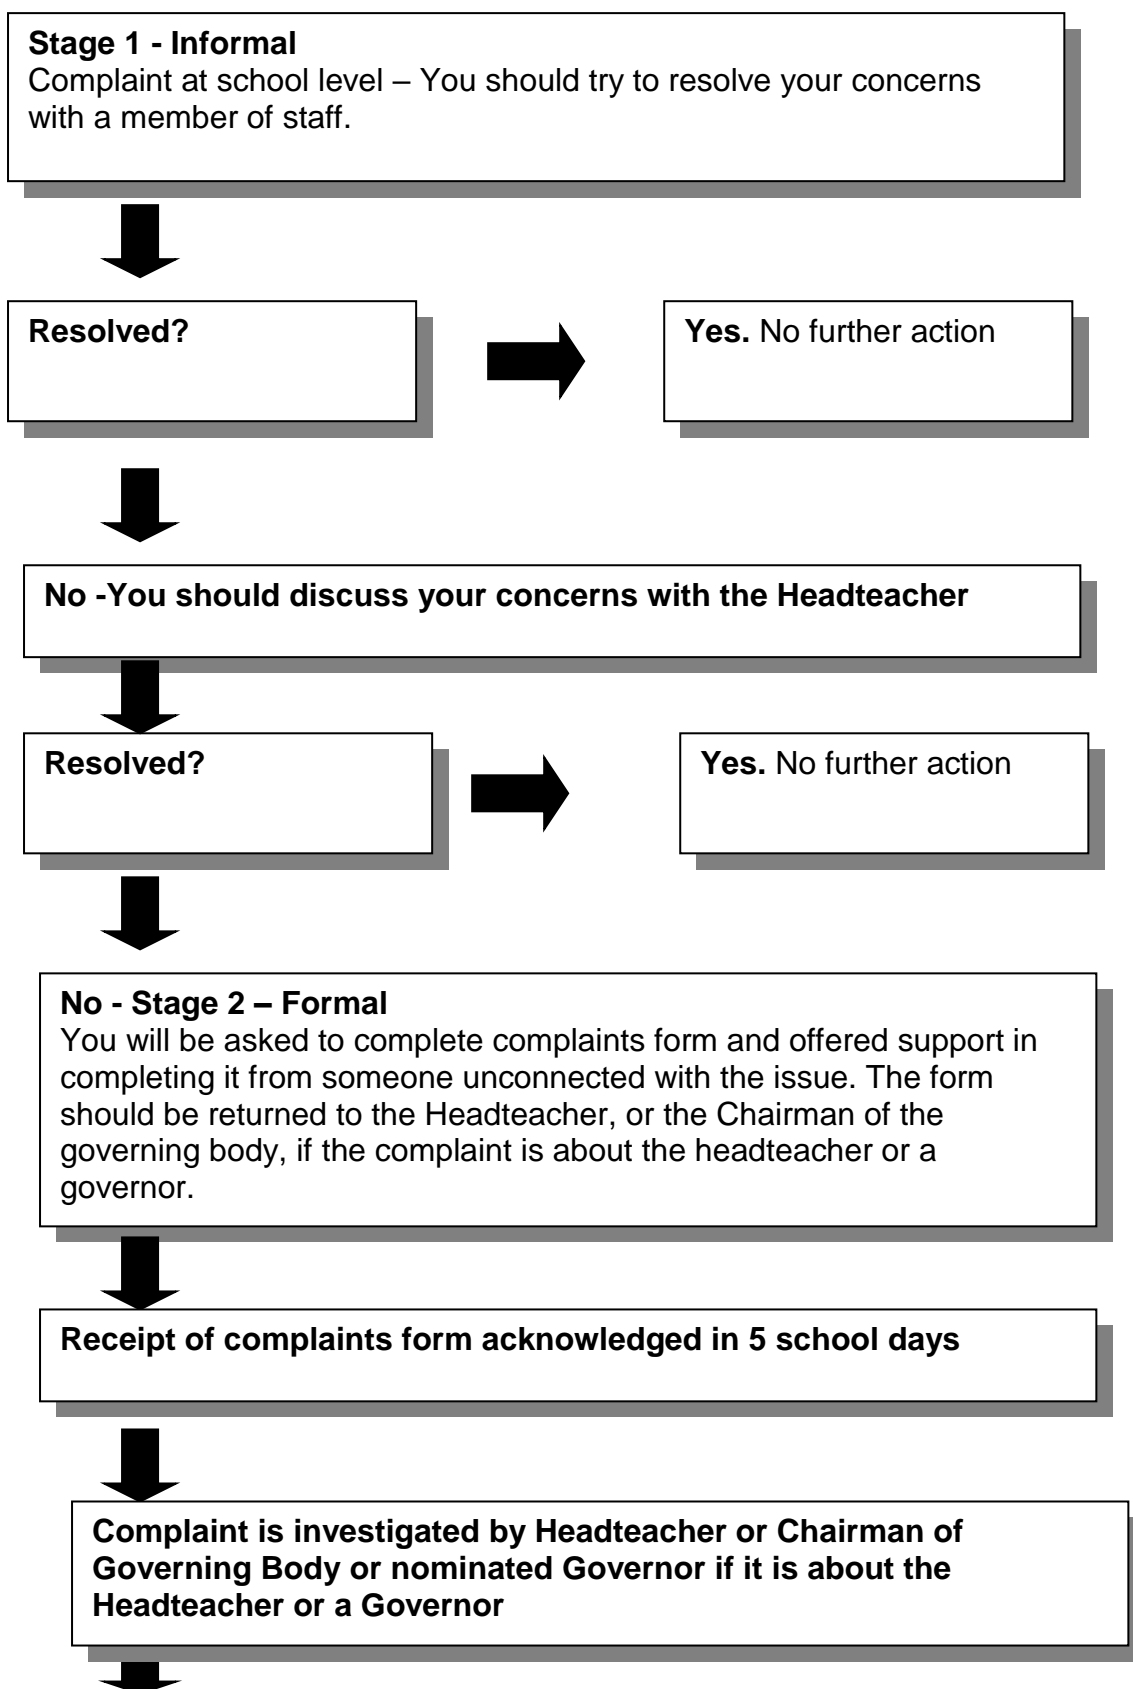 Stage 1 - Informal
Complaint at school level – You should try to resolve your concerns
with a member of staff.
Resolved?
Yes. No further action
No -You should discuss your concerns with the Headteacher
Resolved?
Yes. No further action
No - Stage 2 – Formal
You will be asked to complete complaints form and offered support in
completing it from someone unconnected with the issue. The form
should be returned to the Headteacher, or the Chairman of the
governing body, if the complaint is about the headteacher or a
governor.
Receipt of complaints form acknowledged in 5 school days
Complaint is investigated by Headteacher or Chairman of
Governing Body or nominated Governor if it is about the
Headteacher or a Governor